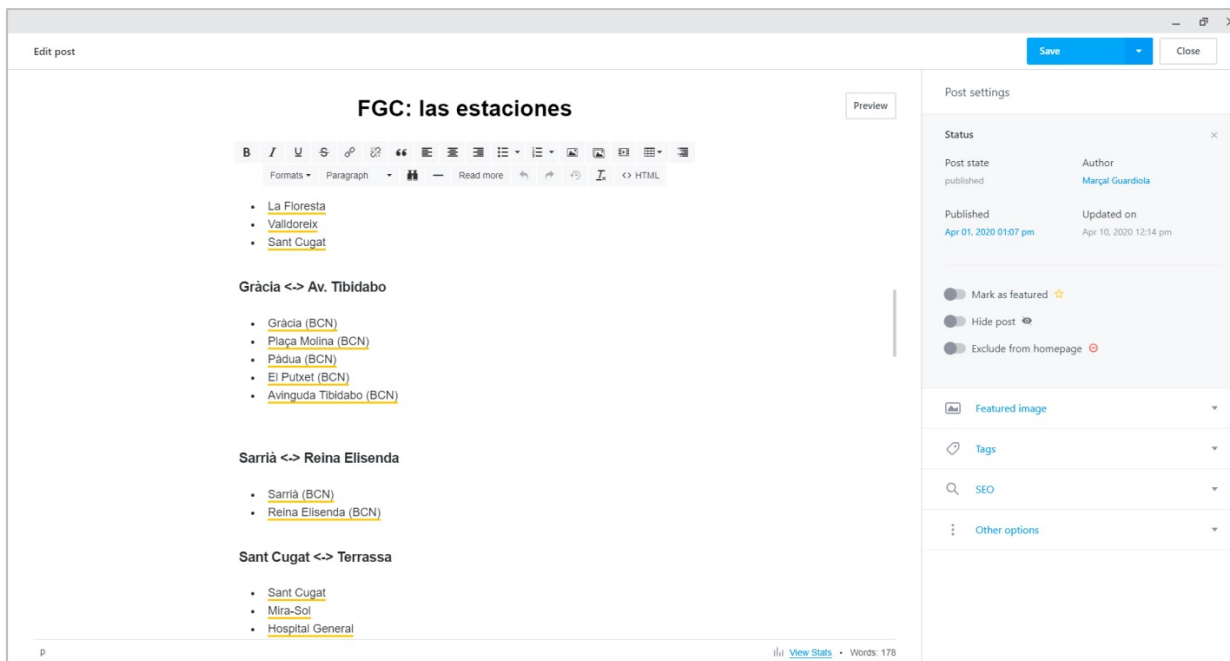 Edit post
Save
Close
FGC: las estaciones
Preview
B I U S
Formats Paragraph — Read more <> HTML
La Floresta
Valldoreix
Sant Cugat
Gràcia <-> Av. Tibidabo
Gràcia (BCN)
Plaça Molina (BCN)
Pàdua (BCN)
El Putxet (BCN)
Avinguda Tibidabo (BCN)
Sarrià <-> Reina Elisenda
Sarrià (BCN)
Reina Elisenda (BCN)
Sant Cugat <-> Terrassa
Sant Cugat
Mira-Sol
Hospital General
P
View Stats • Words: 178
Post settings
Status
Post state
published
Author
Marçal Guardiola
Published
Apr 01, 2020 01:07 pm
Updated on
Apr 10, 2020 12:14 pm
Mark as featured
Hide post
Exclude from homepage
Featured image
Tags
SEO
Other options